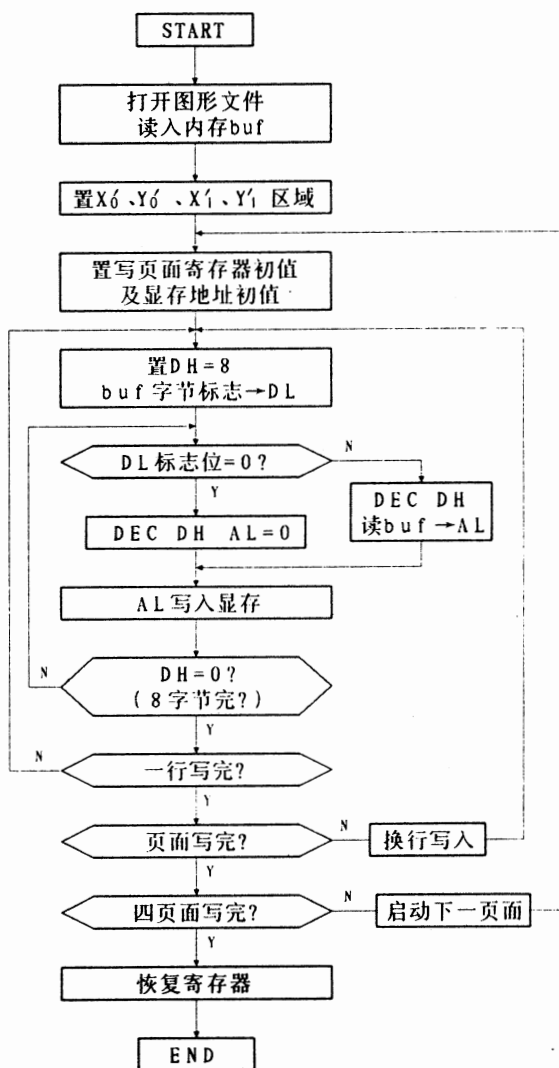 START
打开图形文件
读入内存buf
置X₀′、Y₀′、X₁′、Y₁′ 区域
置写页面寄存器初值
及显存地址初值
置DH=8
buf字节标志→DL
DL标志位=0?
N
Y
DEC DH AL=0
DEC DH
读buf→AL
AL写入显存
N
DH=0?
(8字节完?)
Y
N
一行写完?
Y
页面写完?
N
换行写入
Y
四页面写完?
N
启动下一页面
Y
恢复寄存器
END